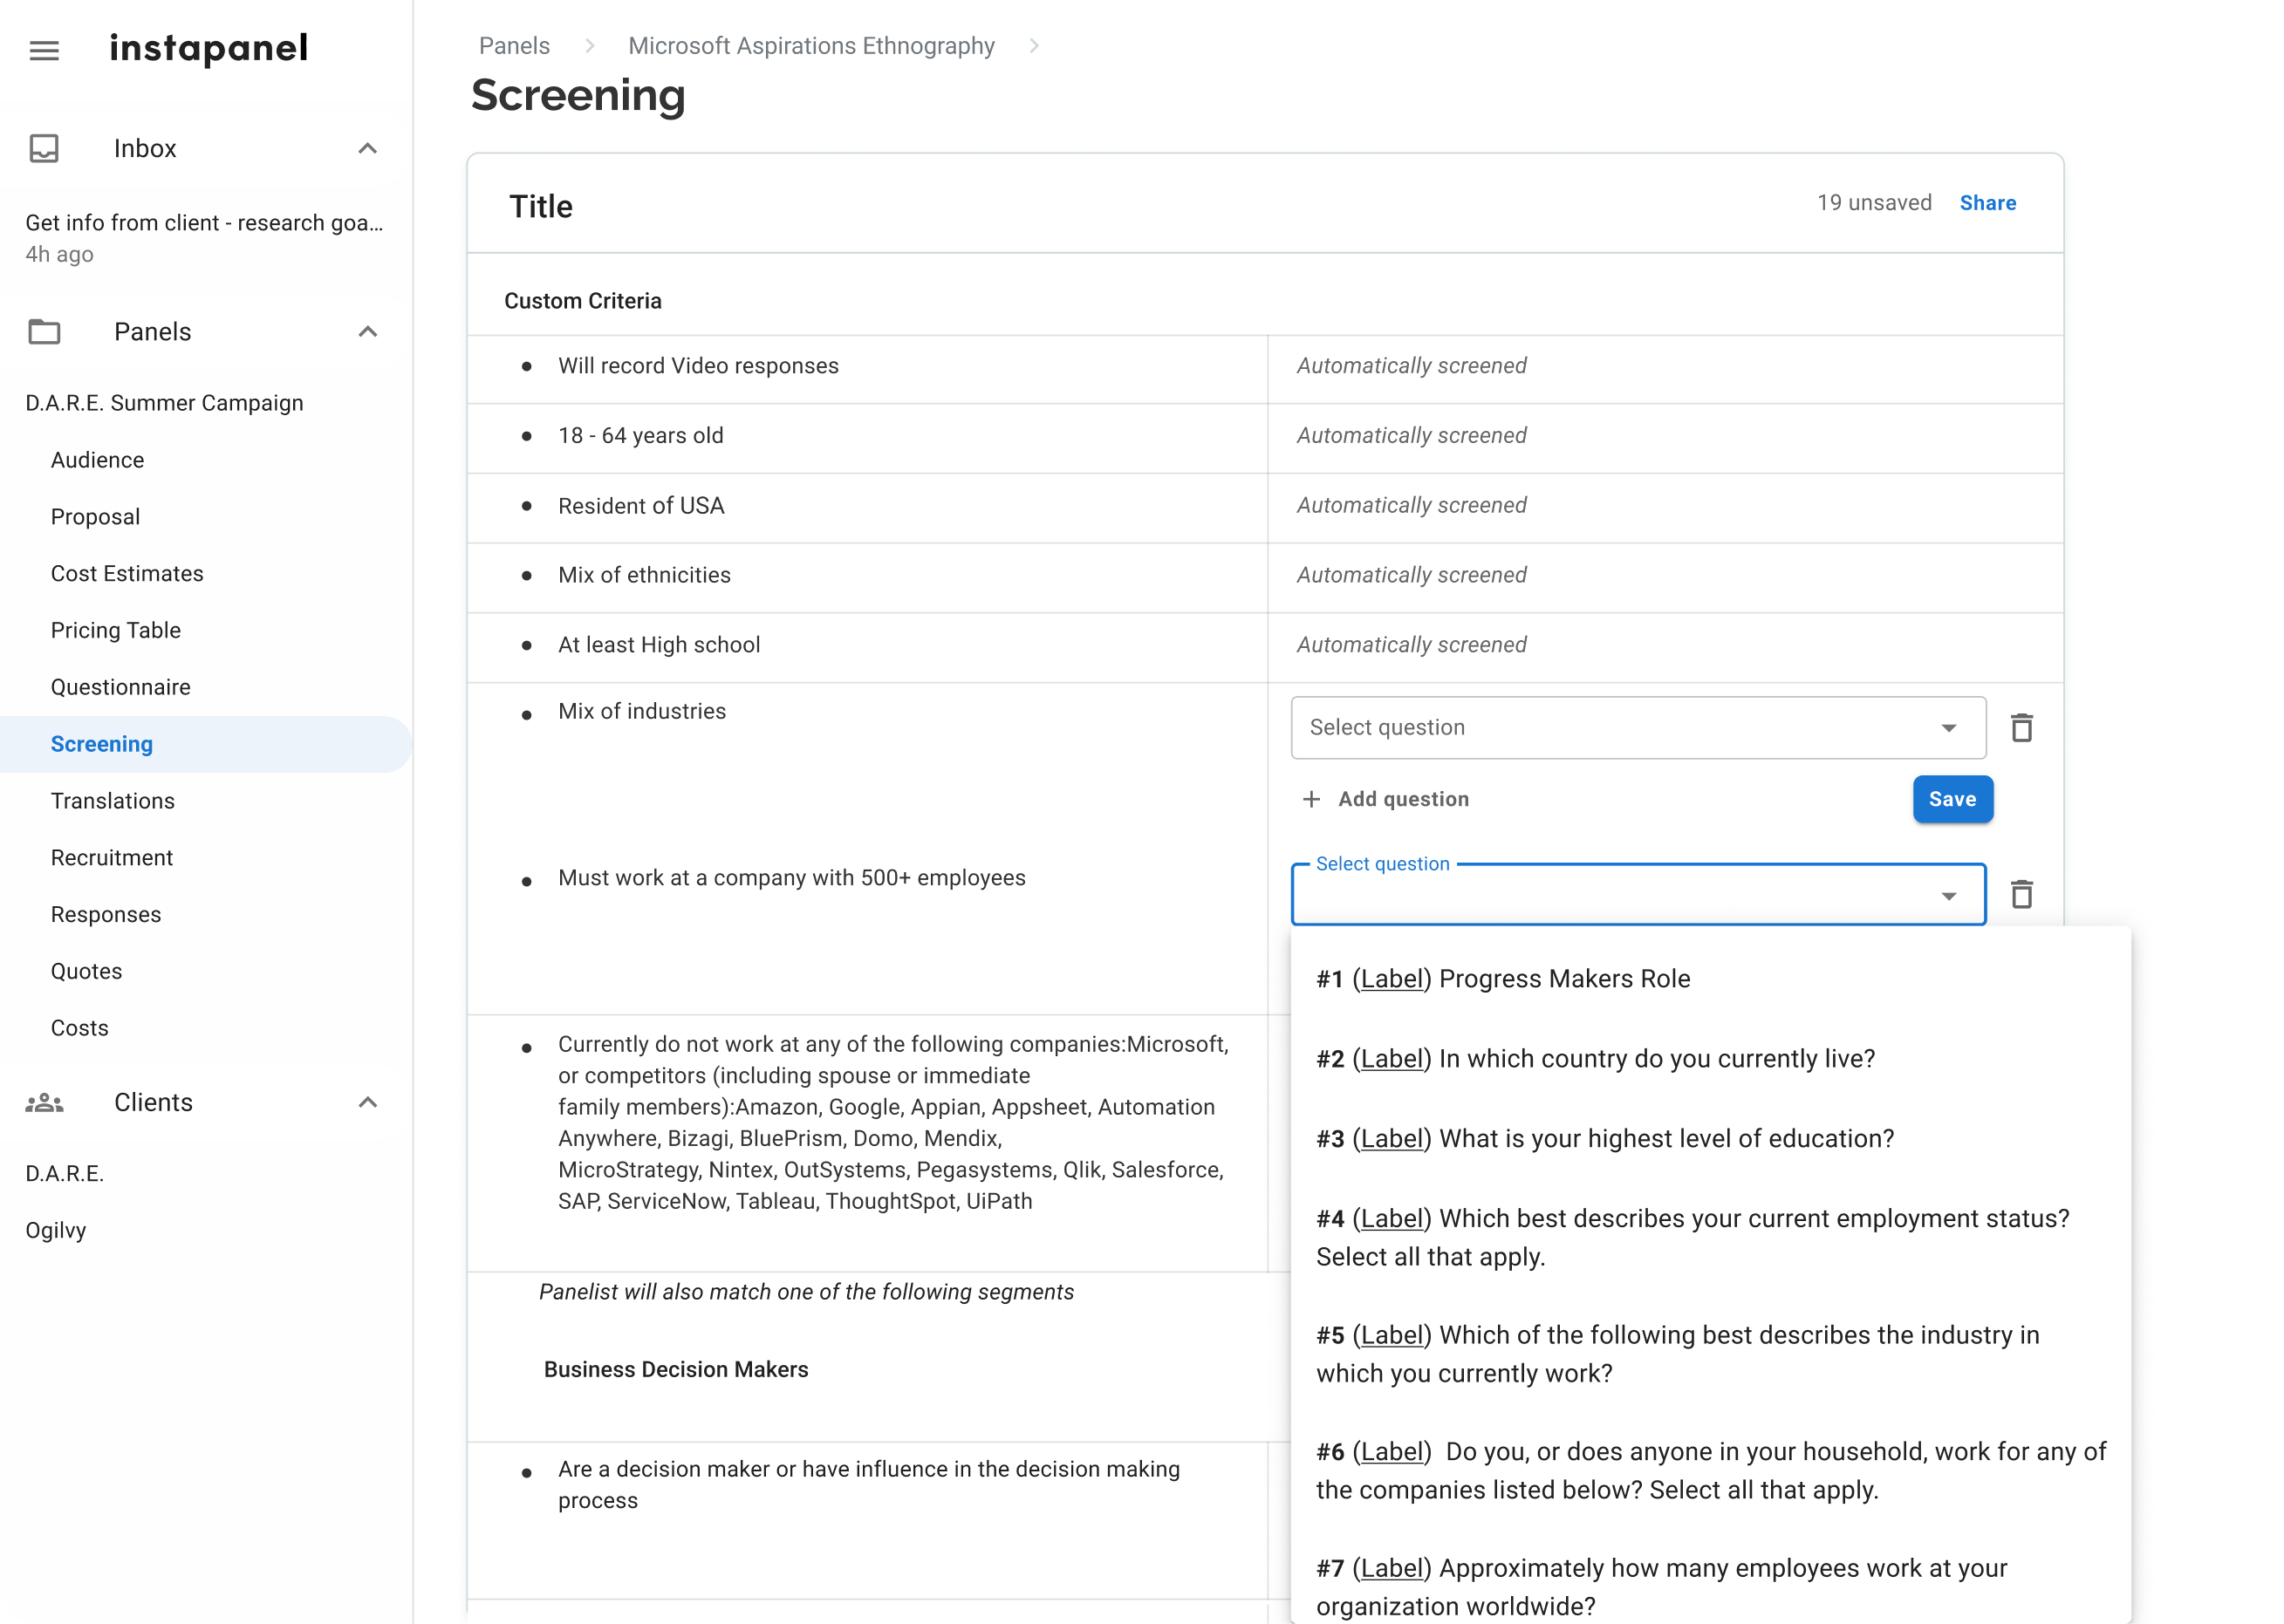 instapanel
Inbox
Get info from client - research goa...
4h ago
Panels
D.A.R.E. Summer Campaign
Audience
Proposal
Cost Estimates
Pricing Table
Questionnaire
Screening
Translations
Recruitment
Responses
Quotes
Costs
Clients
D.A.R.E.
Ogilvy
Panels > Microsoft Aspirations Ethnography >
Screening
Title
19 unsaved Share
Custom Criteria
• Will record Video responses
Automatically screened
• 18 - 64 years old
Automatically screened
• Resident of USA
Automatically screened
• Mix of ethnicities
Automatically screened
• At least High school
Automatically screened
• Mix of industries
Select question
+ Add question
Save
• Must work at a company with 500+ employees
Select question
#1 (Label) Progress Makers Role
#2 (Label) In which country do you currently live?
#3 (Label) What is your highest level of education?
#4 (Label) Which best describes your current employment status?
Select all that apply.
#5 (Label) Which of the following best describes the industry in
which you currently work?
#6 (Label) Do you, or does anyone in your household, work for any of
the companies listed below? Select all that apply.
#7 (Label) Approximately how many employees work at your
organization worldwide?
• Currently do not work at any of the following companies:Microsoft,
or competitors (including spouse or immediate
family members):Amazon, Google, Appian, Appsheet, Automation
Anywhere, Bizagi, BluePrism, Domo, Mendix,
MicroStrategy, Nintex, OutSystems, Pegasystems, Qlik, Salesforce,
SAP, ServiceNow, Tableau, ThoughtSpot, UiPath
Panelist will also match one of the following segments
Business Decision Makers
• Are a decision maker or have influence in the decision making
process